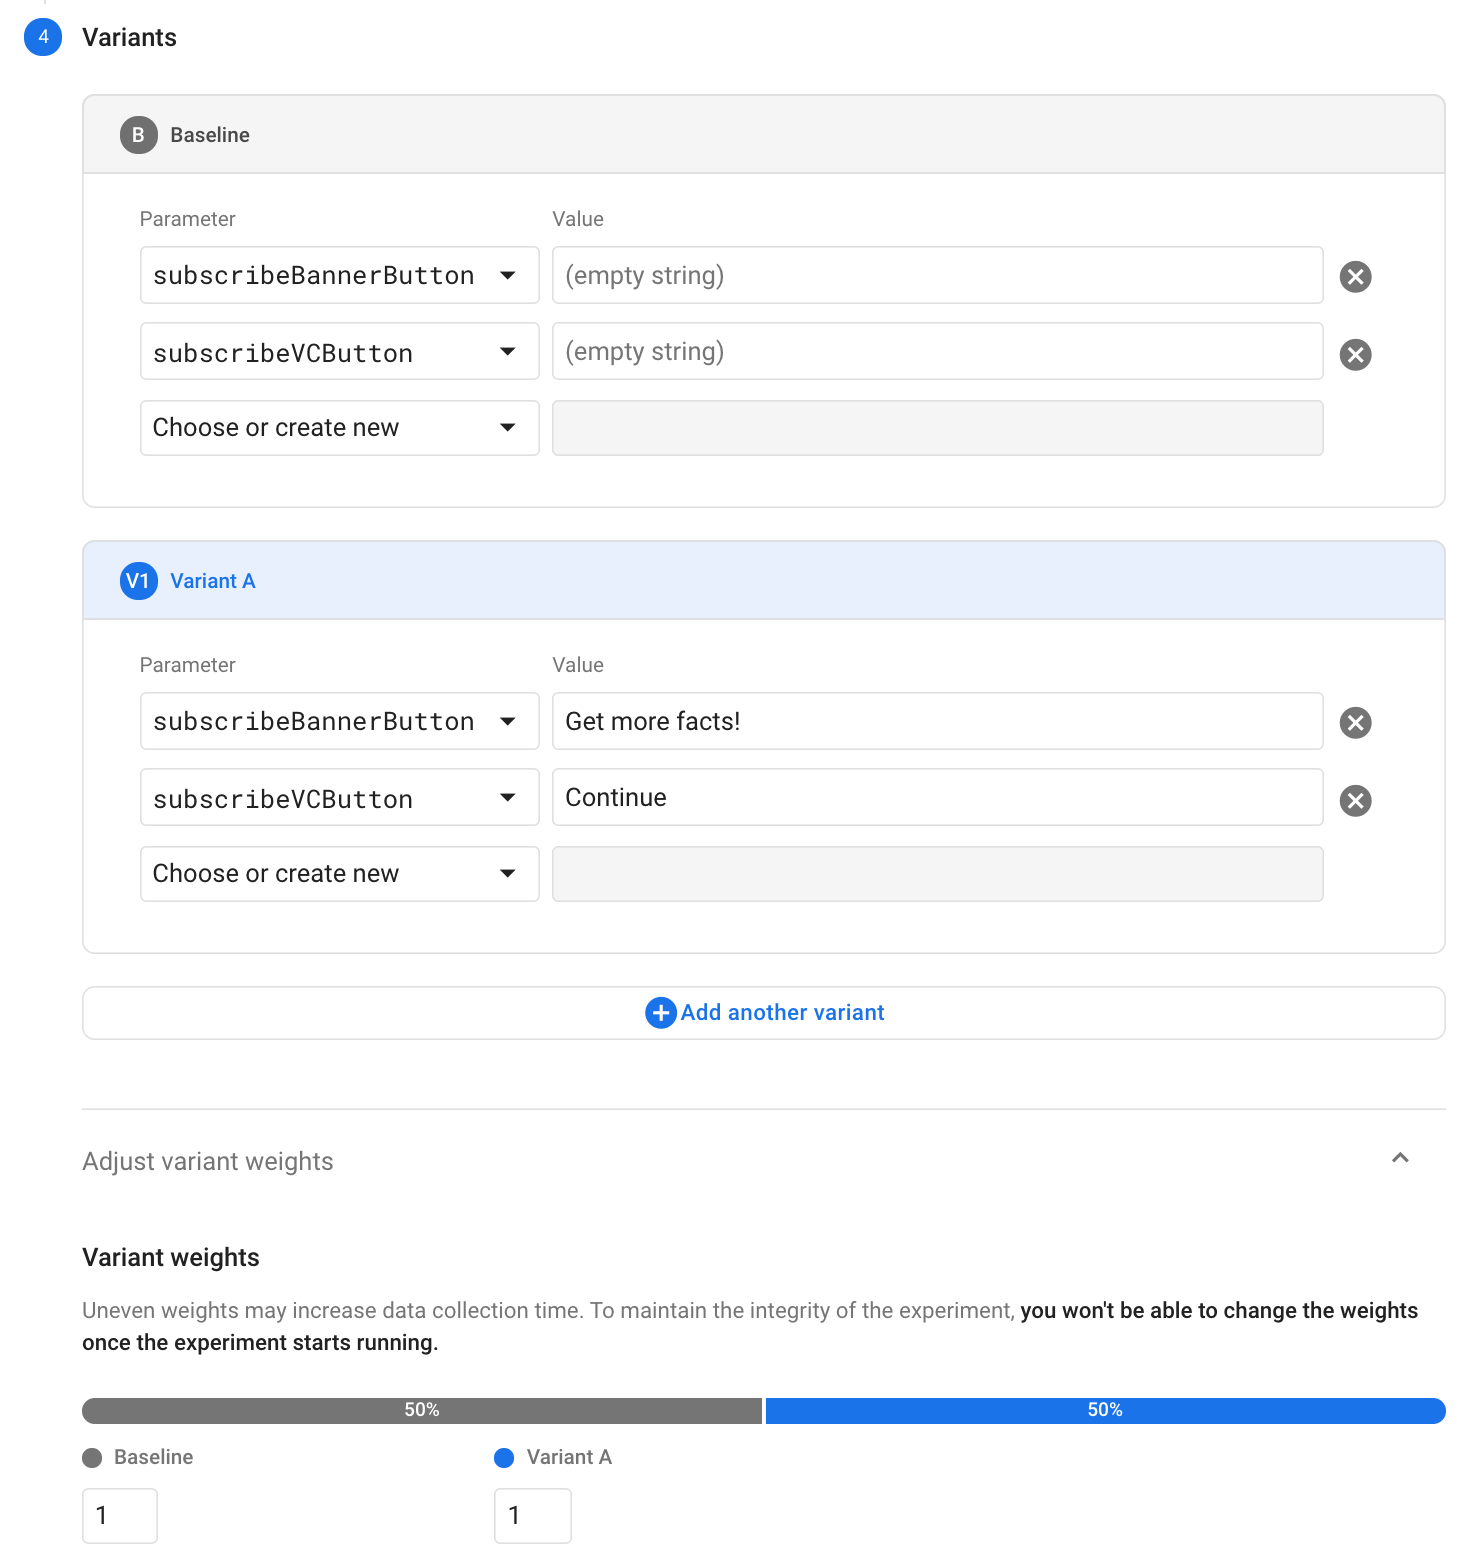 4 Variants
B Baseline
Parameter Value
subscribeBannerButton (empty string)
subscribeVCButton (empty string)
Choose or create new
V1 Variant A
Parameter Value
subscribeBannerButton Get more facts!
subscribeVCButton Continue
Choose or create new
Add another variant
Adjust variant weights
Variant weights
Uneven weights may increase data collection time. To maintain the integrity of the experiment, you won't be able to change the weights
once the experiment starts running.
50% 50%
Baseline Variant A
1 1